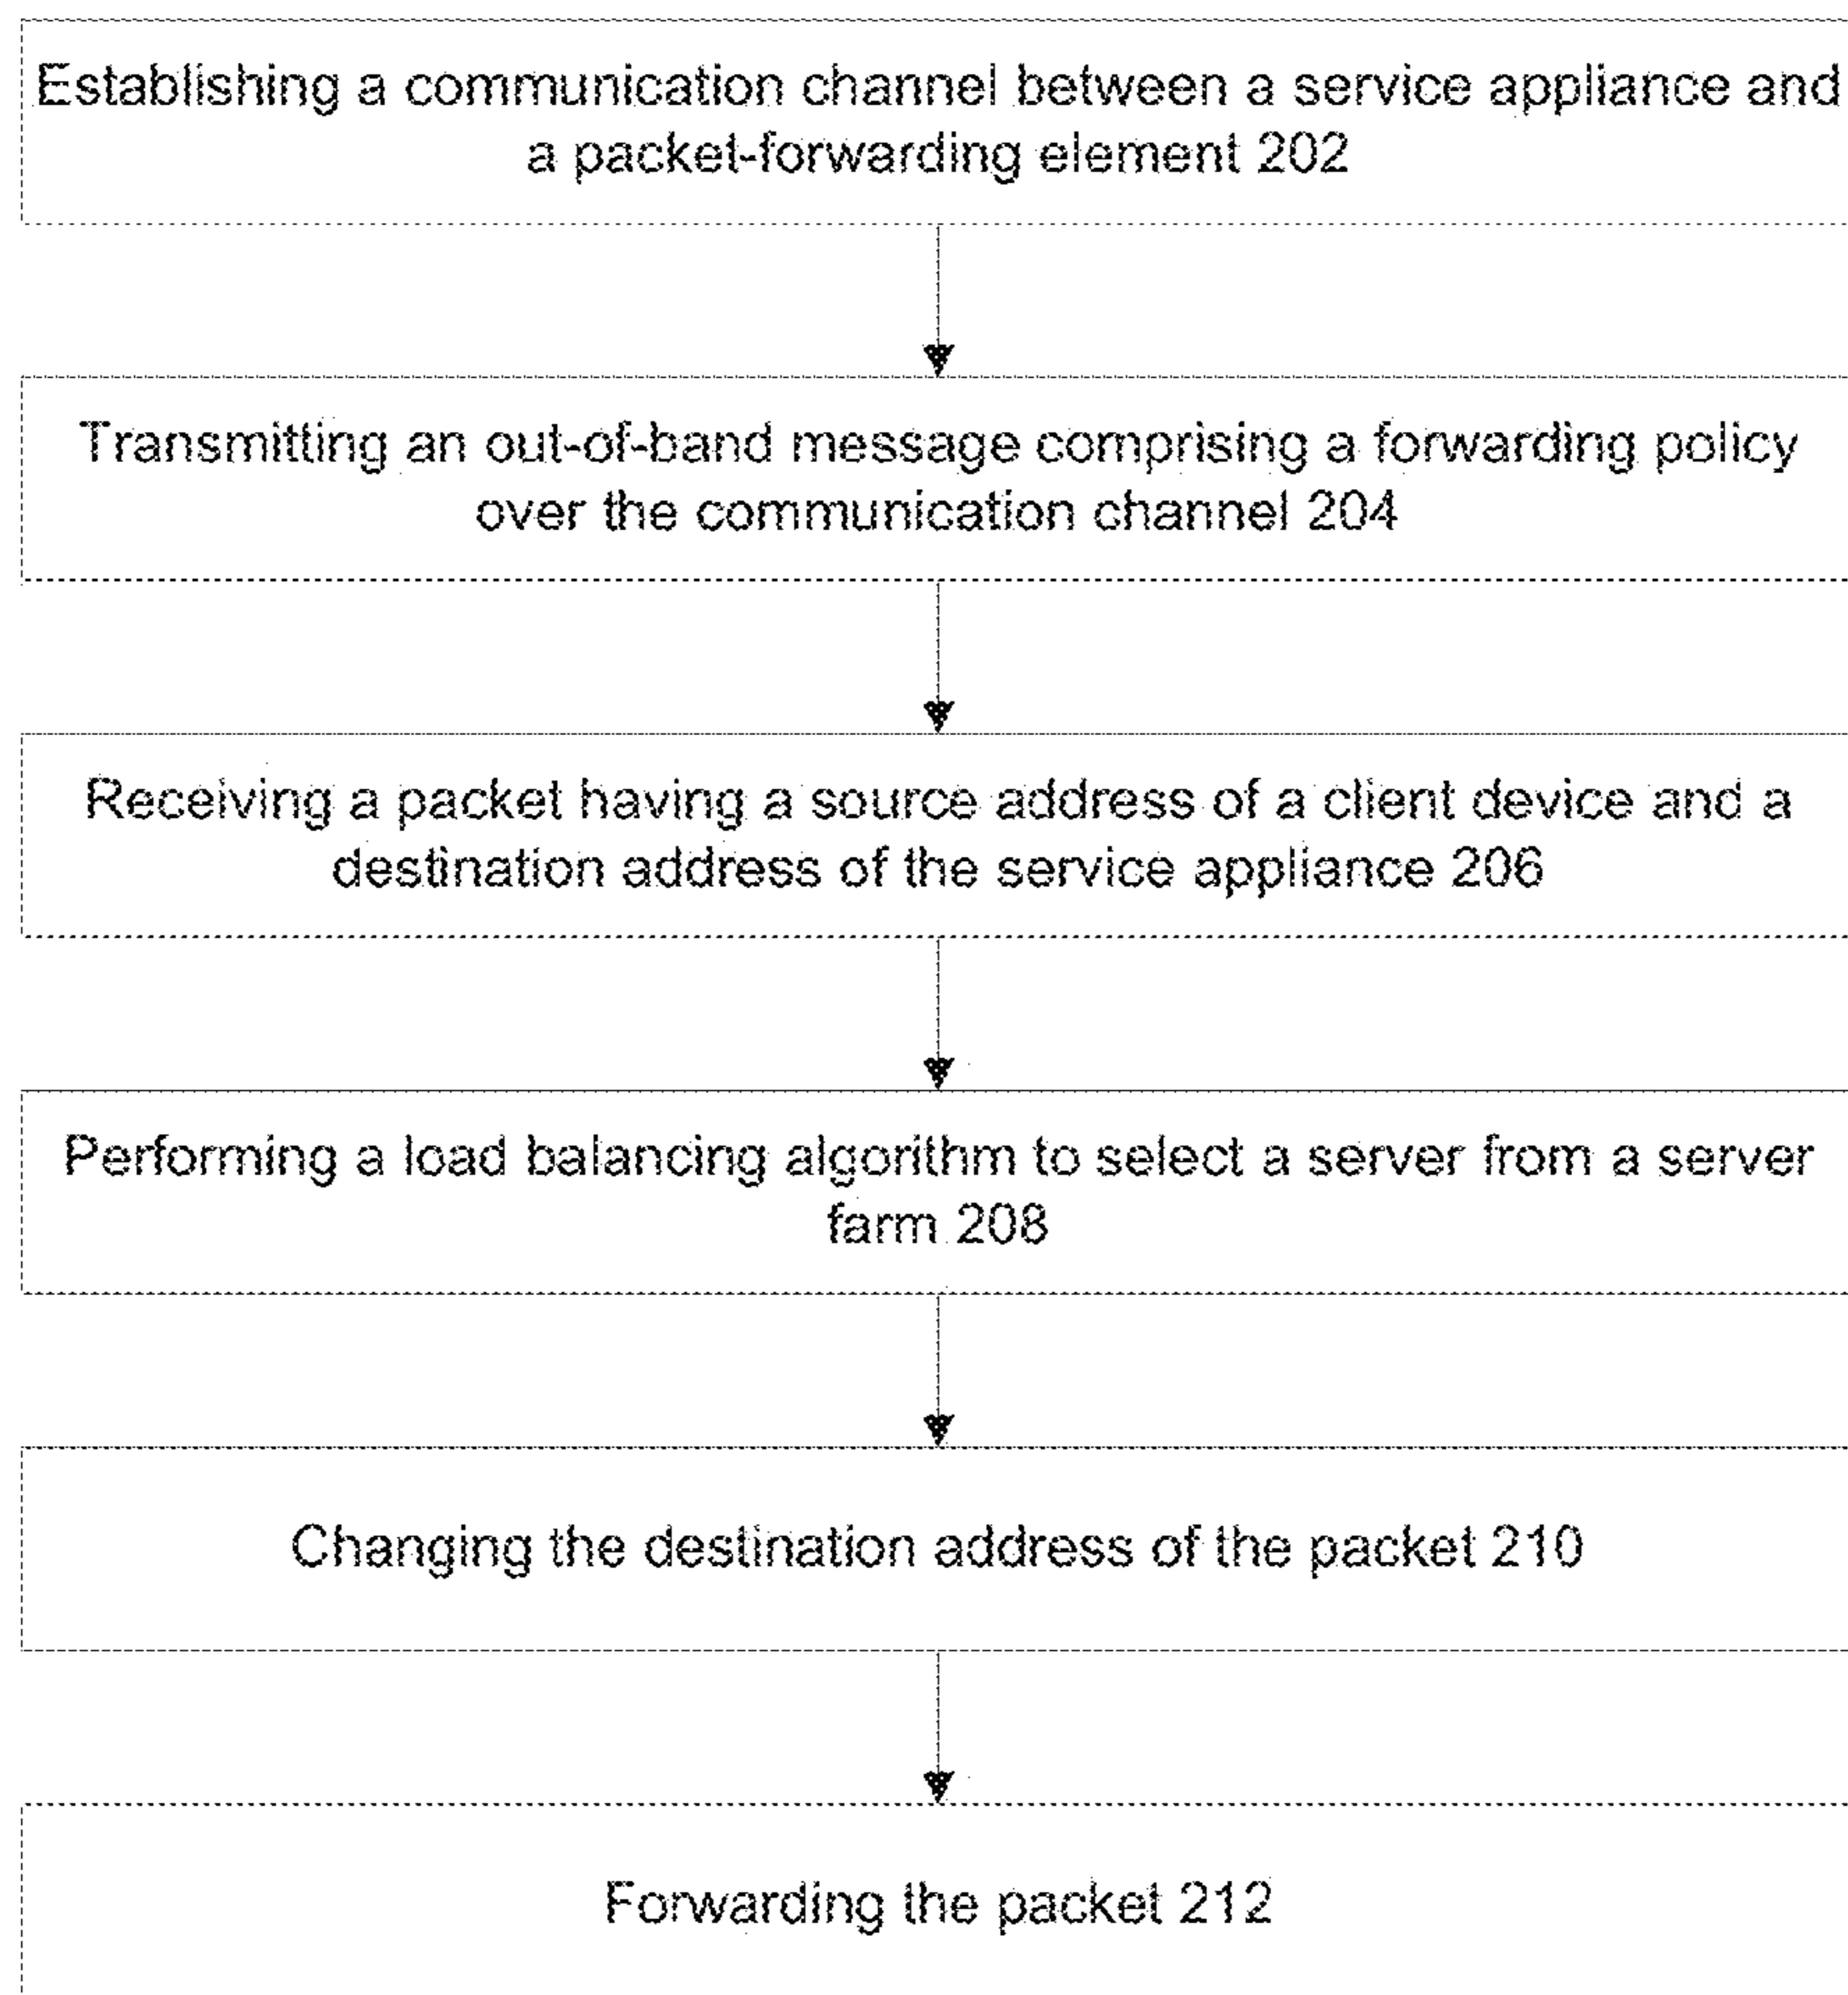 Establishing a communication channel between a service appliance and
a packet-forwarding element 202
Transmitting an out-of-band message comprising a forwarding policy
over the communication channel 204
Receiving a packet having a source address of a client device and a
destination address of the service appliance 206
Performing a load balancing algorithm to select a server from a server
farm 208
Changing the destination address of the packet 210
Forwarding the packet 212